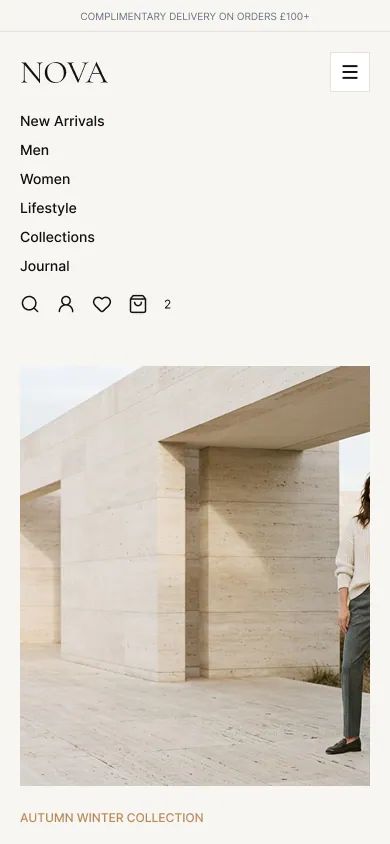 COMPLIMENTARY DELIVERY ON ORDERS £100+
NOVA
New Arrivals
Men
Women
Lifestyle
Collections
Journal
2
AUTUMN WINTER COLLECTION